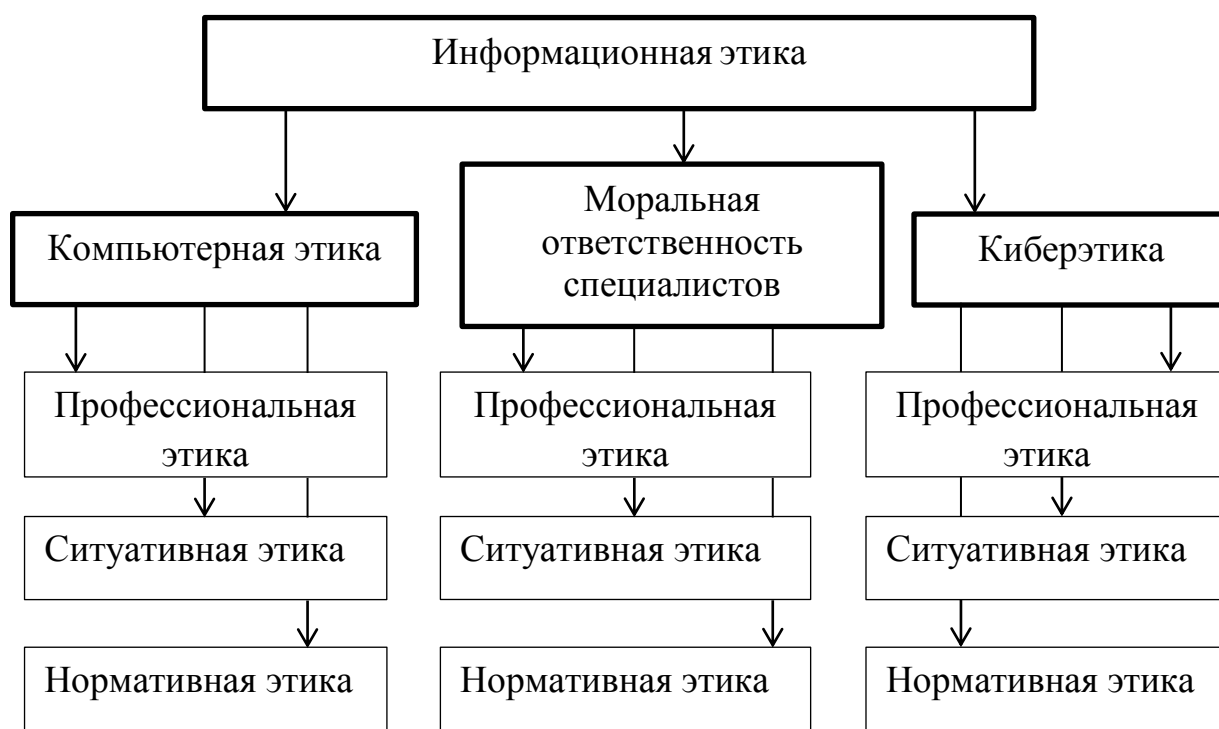 Информационная этика
Компьютерная этика
Моральная
ответственность
специалистов
Киберэтика
Профессиональная
этика
Профессиональная
этика
Профессиональная
этика
Ситуативная этика
Ситуативная этика
Ситуативная этика
Нормативная этика
Нормативная этика
Нормативная этика